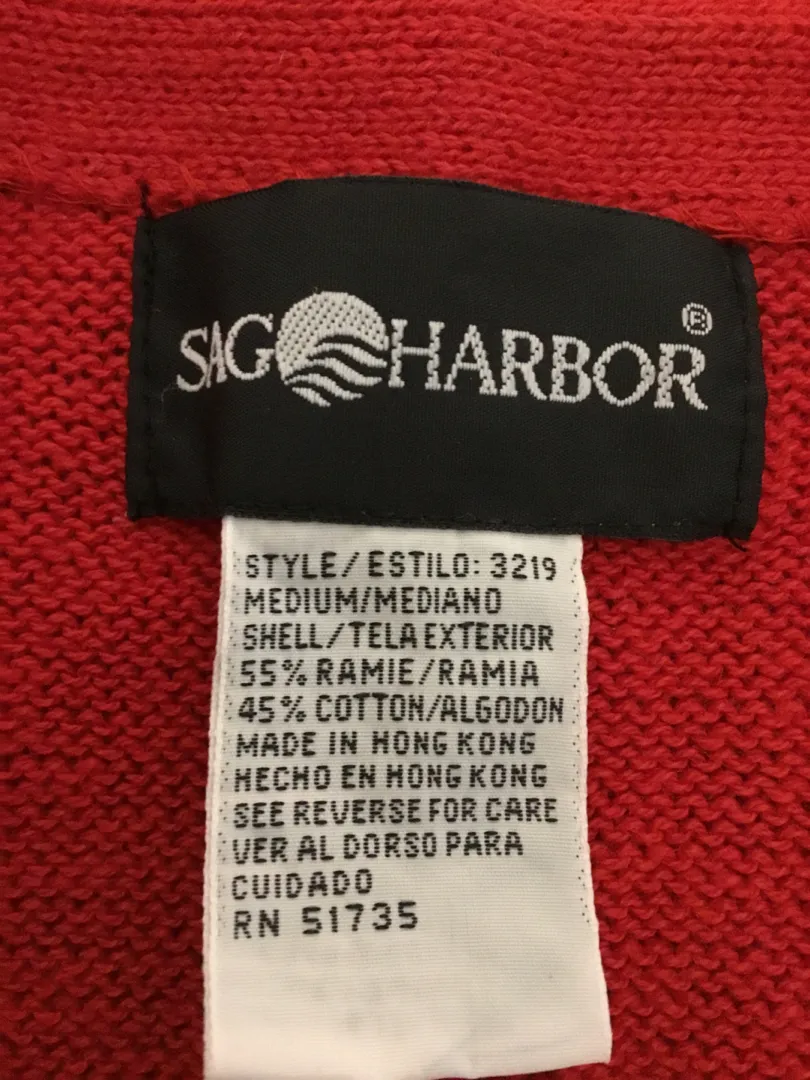 SAG HARBOR ®
STYLE/ESTILO: 3219
MEDIUM/MEDIANO
SHELL/TELA EXTERIOR
55% RAMIE/RAMIA
45% COTTON/ALGODON
MADE IN HONG KONG
HECHO EN HONG KONG
SEE REVERSE FOR CARE
VER AL DORSO PARA
CUIDADO
RN 51735